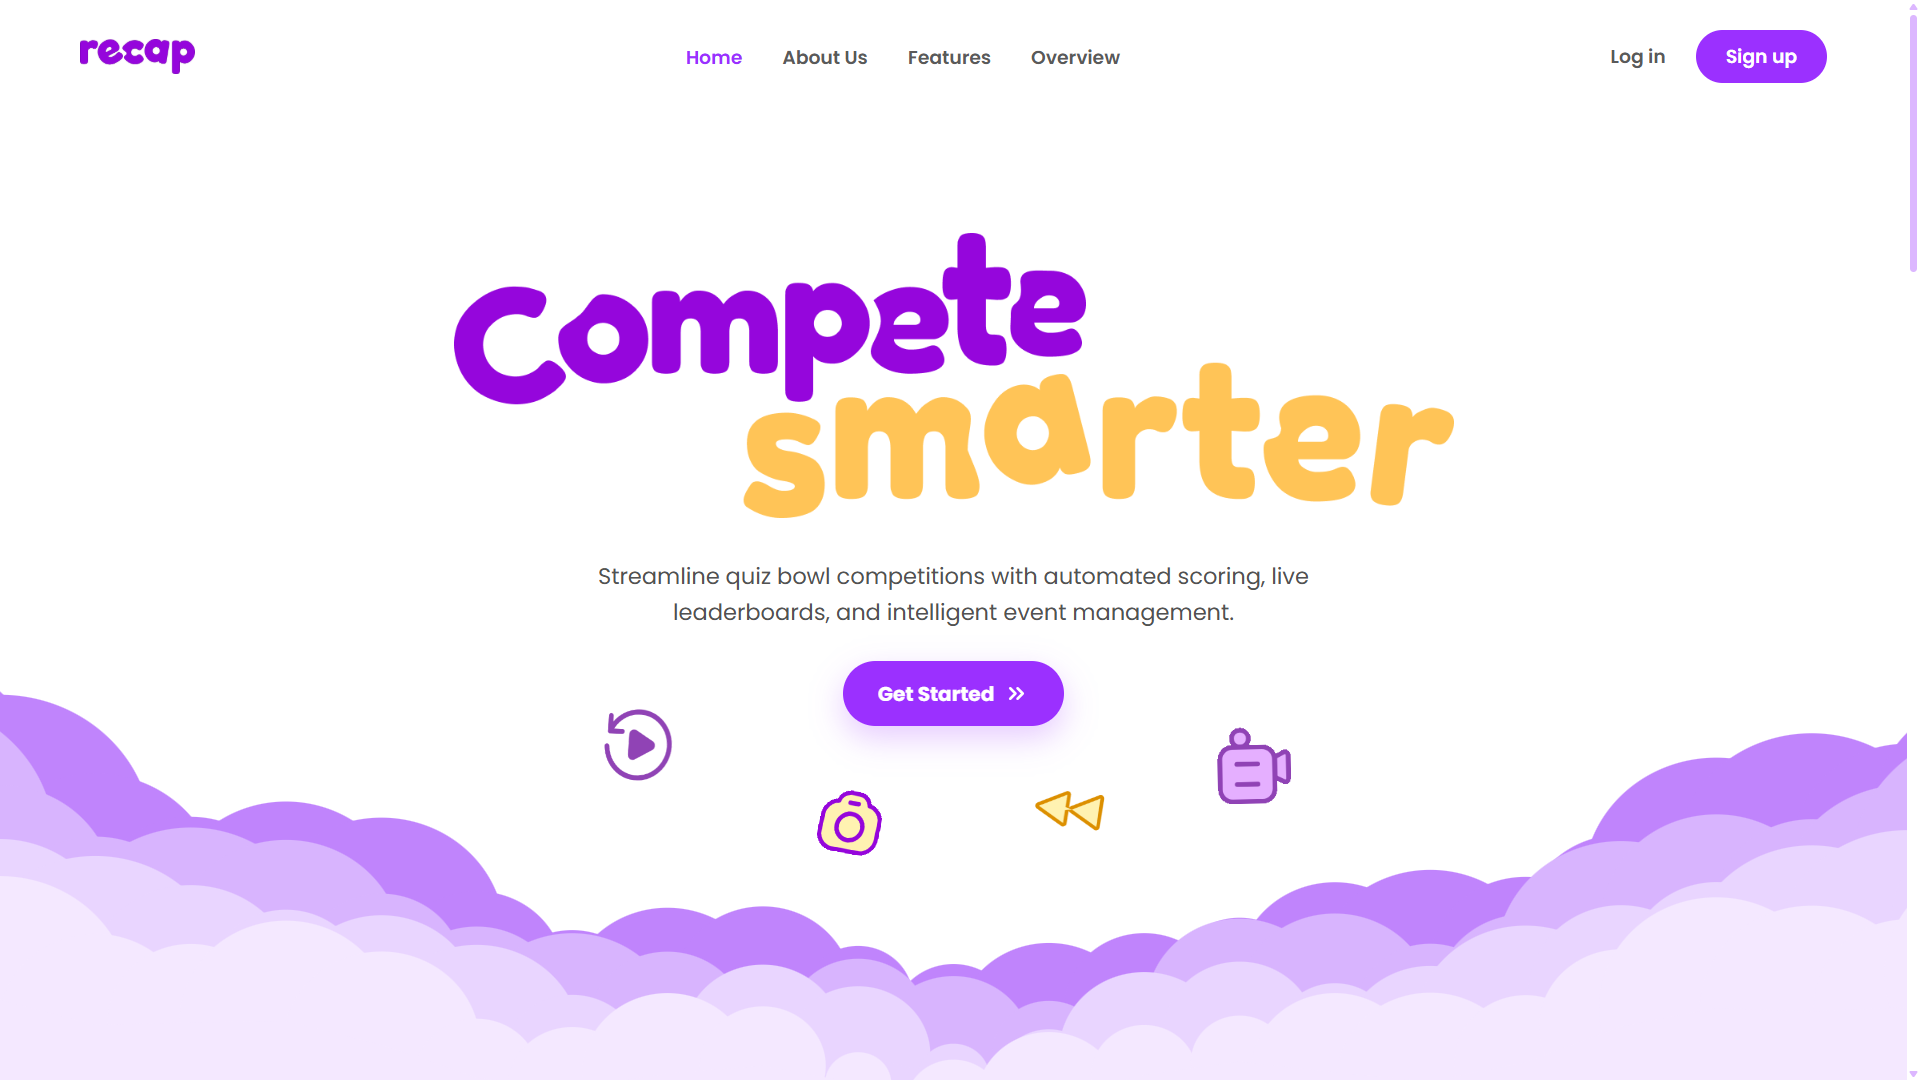 recap
Home
About Us
Features
Overview
Log in
Sign up
Compete
smarter
Streamline quiz bowl competitions with automated scoring, live
leaderboards, and intelligent event management.
Get Started